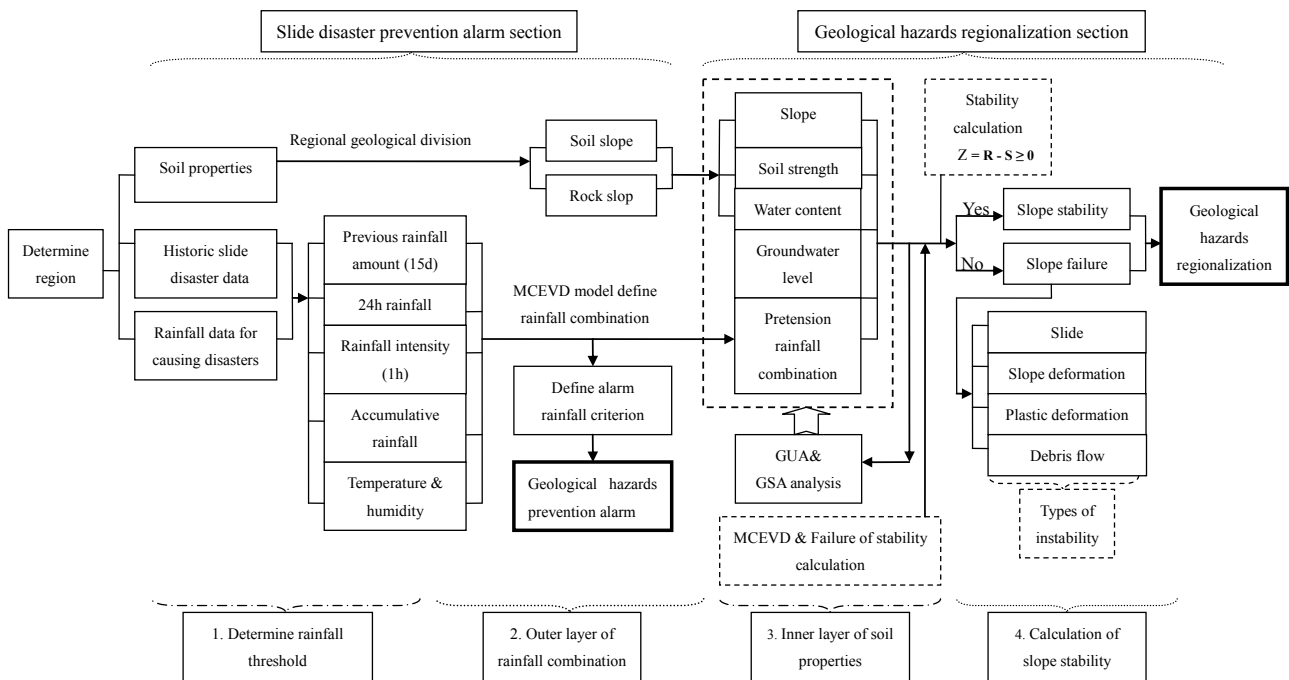 Slide disaster prevention alarm section
Geological hazards regionalization section
Determine
region
Soil properties
Historic slide
disaster data
Rainfall data for
causing disasters
Regional geological division
Soil slope
Rock slop
Previous rainfall
amount (15d)
24h rainfall
Rainfall intensity
(1h)
Accumulative
rainfall
Temperature &
humidity
MCEVD model define
rainfall combination
Define alarm
rainfall criterion
Geological hazards
prevention alarm
Slope
Soil strength
Water content
Groundwater
level
Pretension
rainfall
combination
GUA&
GSA analysis
MCEVD & Failure of stability
calculation
Stability
calculation
Z = R - S ≥ 0
Yes
No
Slope stability
Slope failure
Geological
hazards
regionalization
Slide
Slope deformation
Plastic deformation
Debris flow
Types of
instability
1. Determine rainfall
threshold
2. Outer layer of
rainfall combination
3. Inner layer of soil
properties
4. Calculation of
slope stability